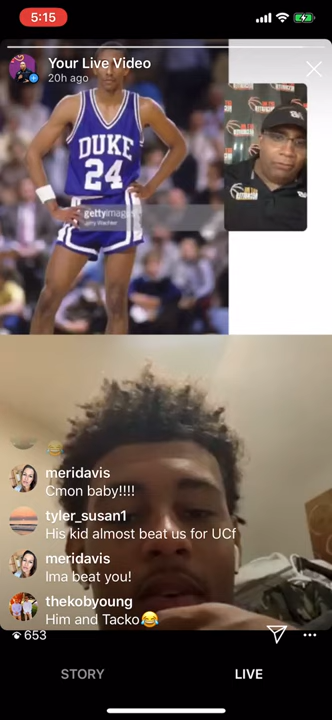 5:15
Your Live Video
20h ago
DUKE
24
gettyimages
meridavis
Cmon baby!!!!
tyler_susan1
His kid almost beat us for UCf
meridavis
Ima beat you!
thekobyoung
Him and Tacko😂
653
STORY
LIVE